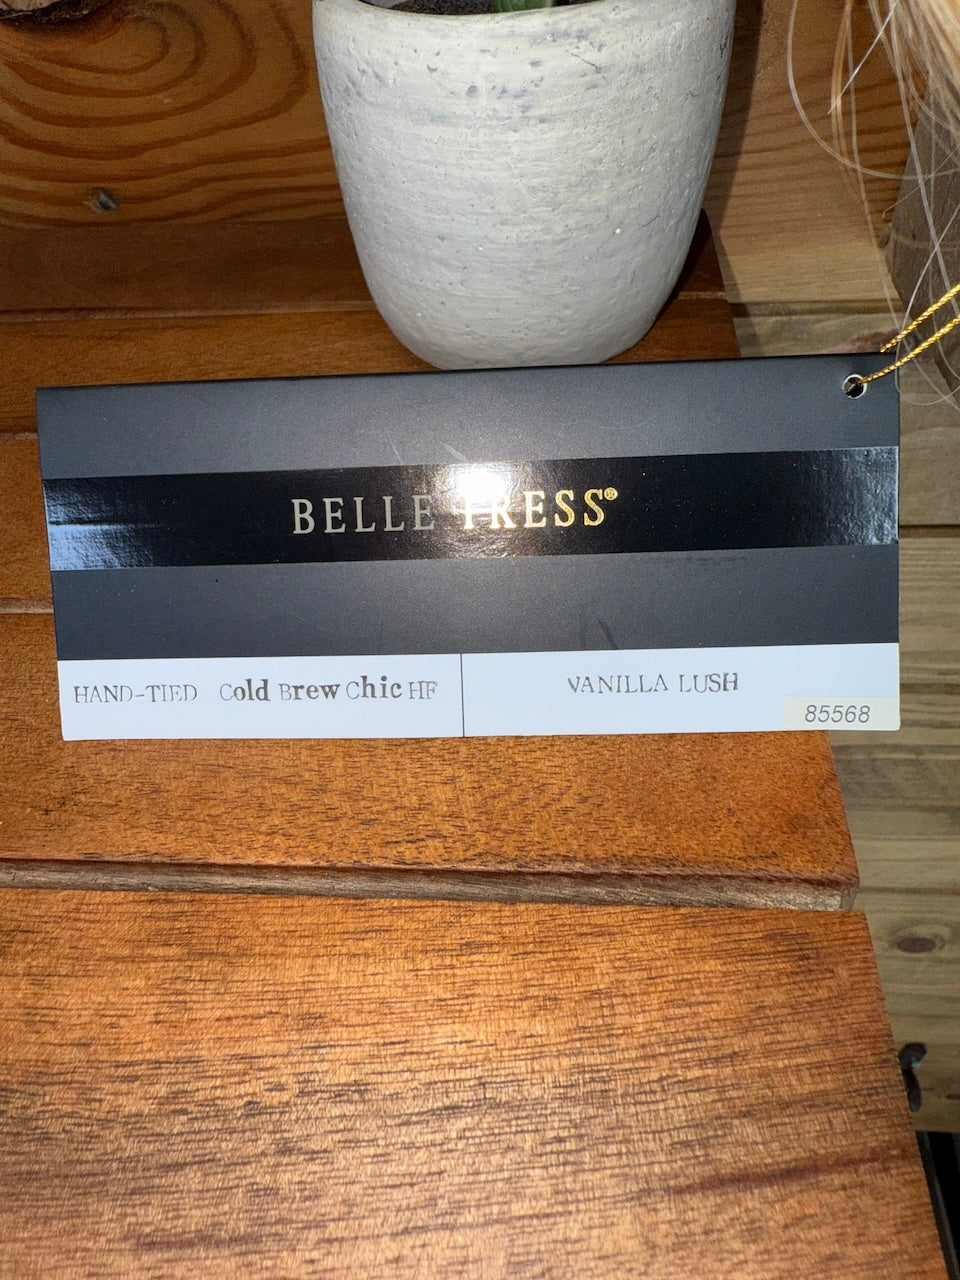 BELLE TRESS®
HAND-TIED Cold Brew Chic HF
VANILLA LUSH
85568